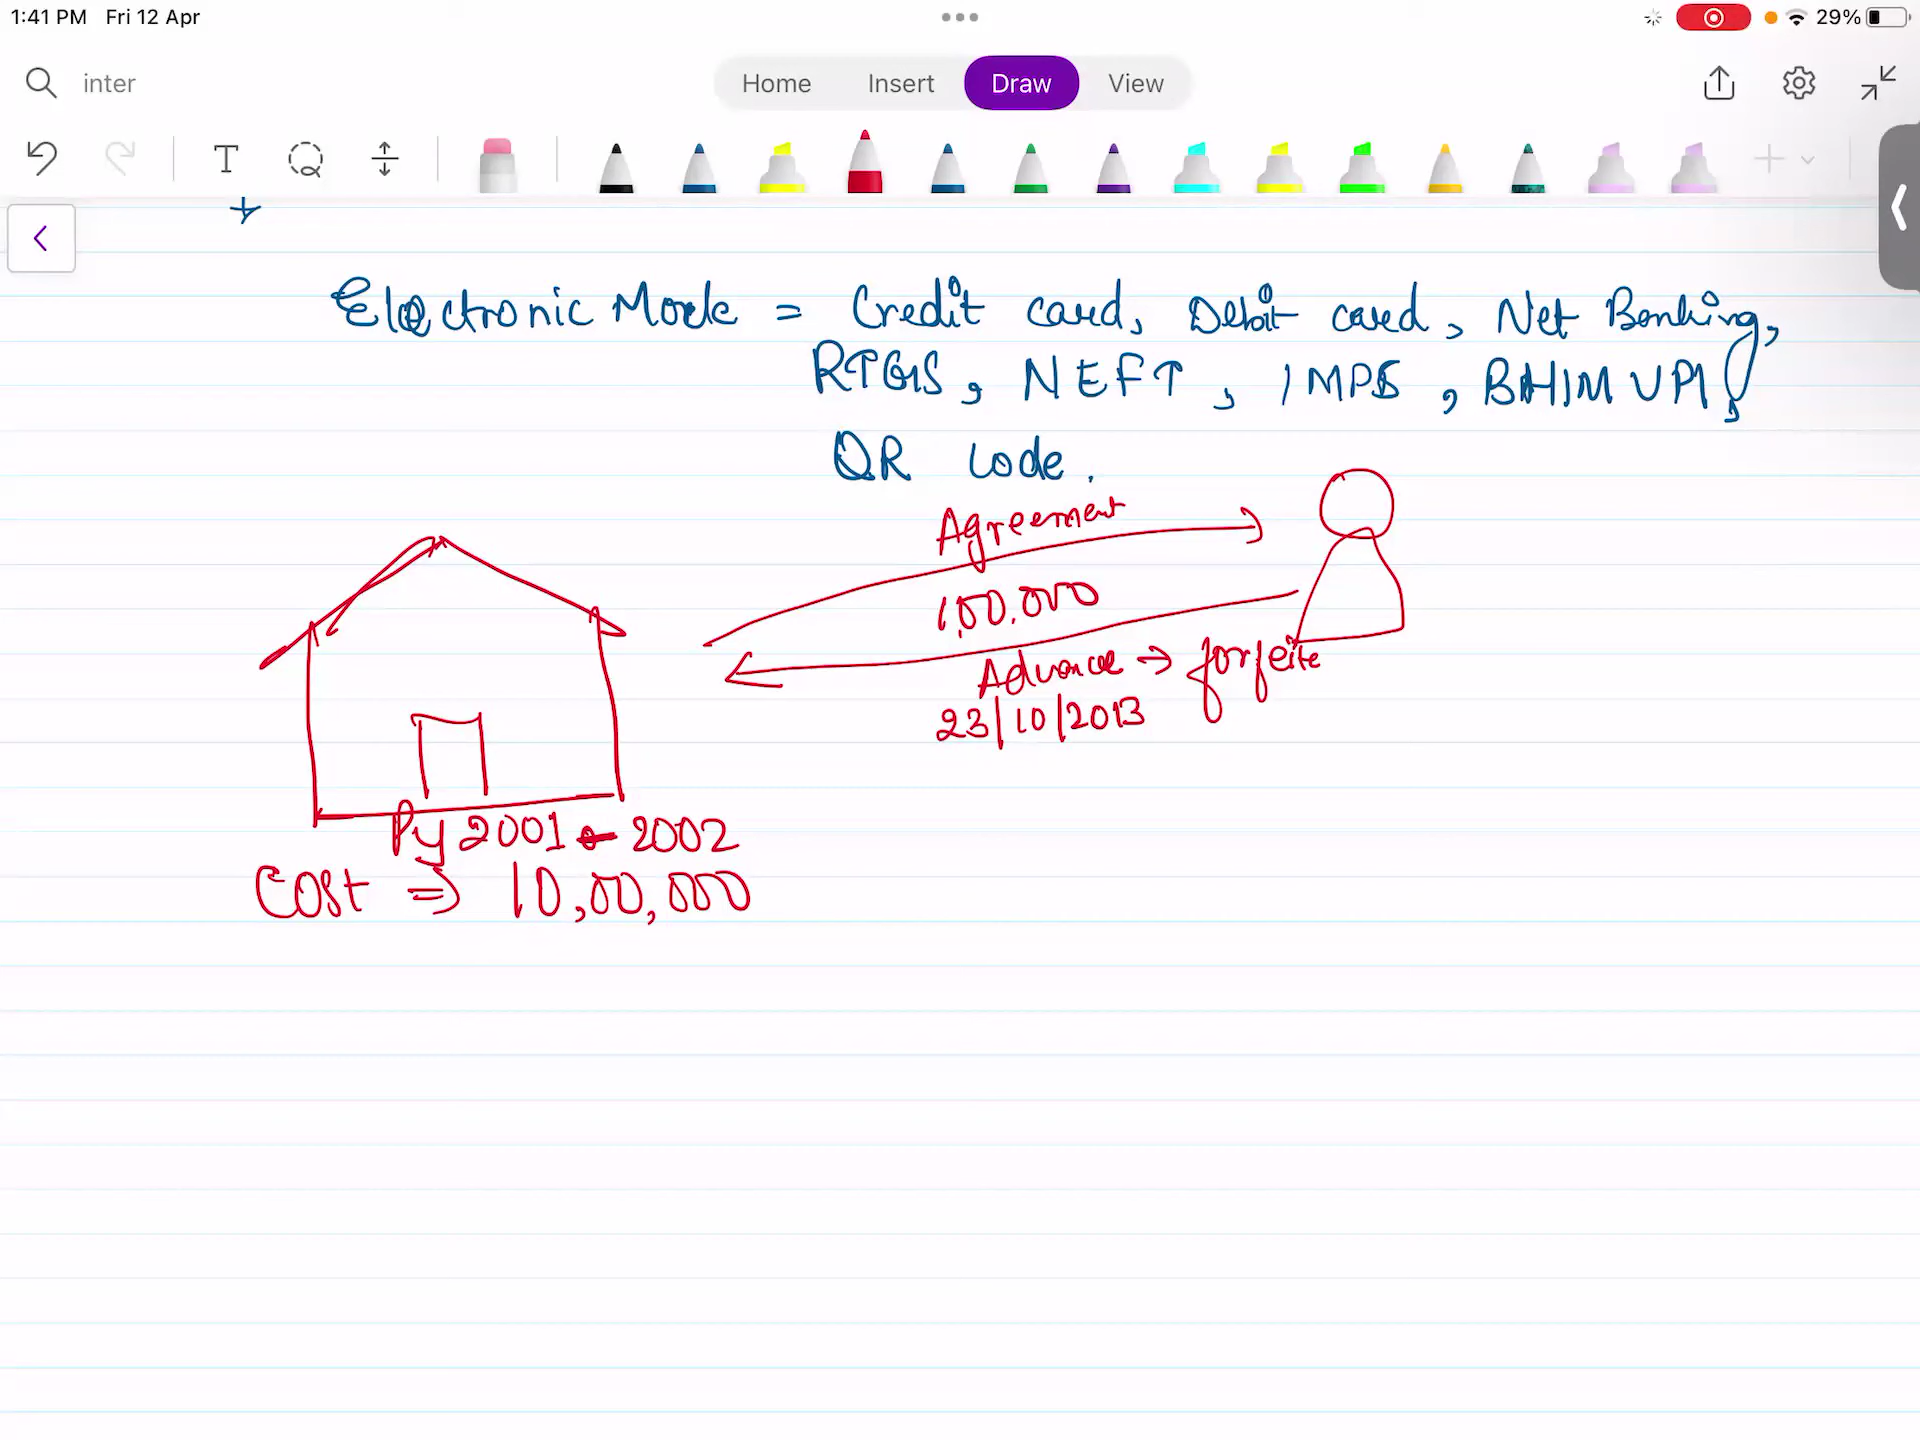 1:41 PM Fri 12 Apr
29%
inter
Home Insert Draw View
T
Electronic Mode = Credit card, Debit card, Net Banking,
RTGS, NEFT, IMPS, BHIM UPI,
QR Code.
Agreement
1,00,000
Advance → forfeite
23/10/2013
Py 2001 - 2002
Cost ⇒ 10,00,000